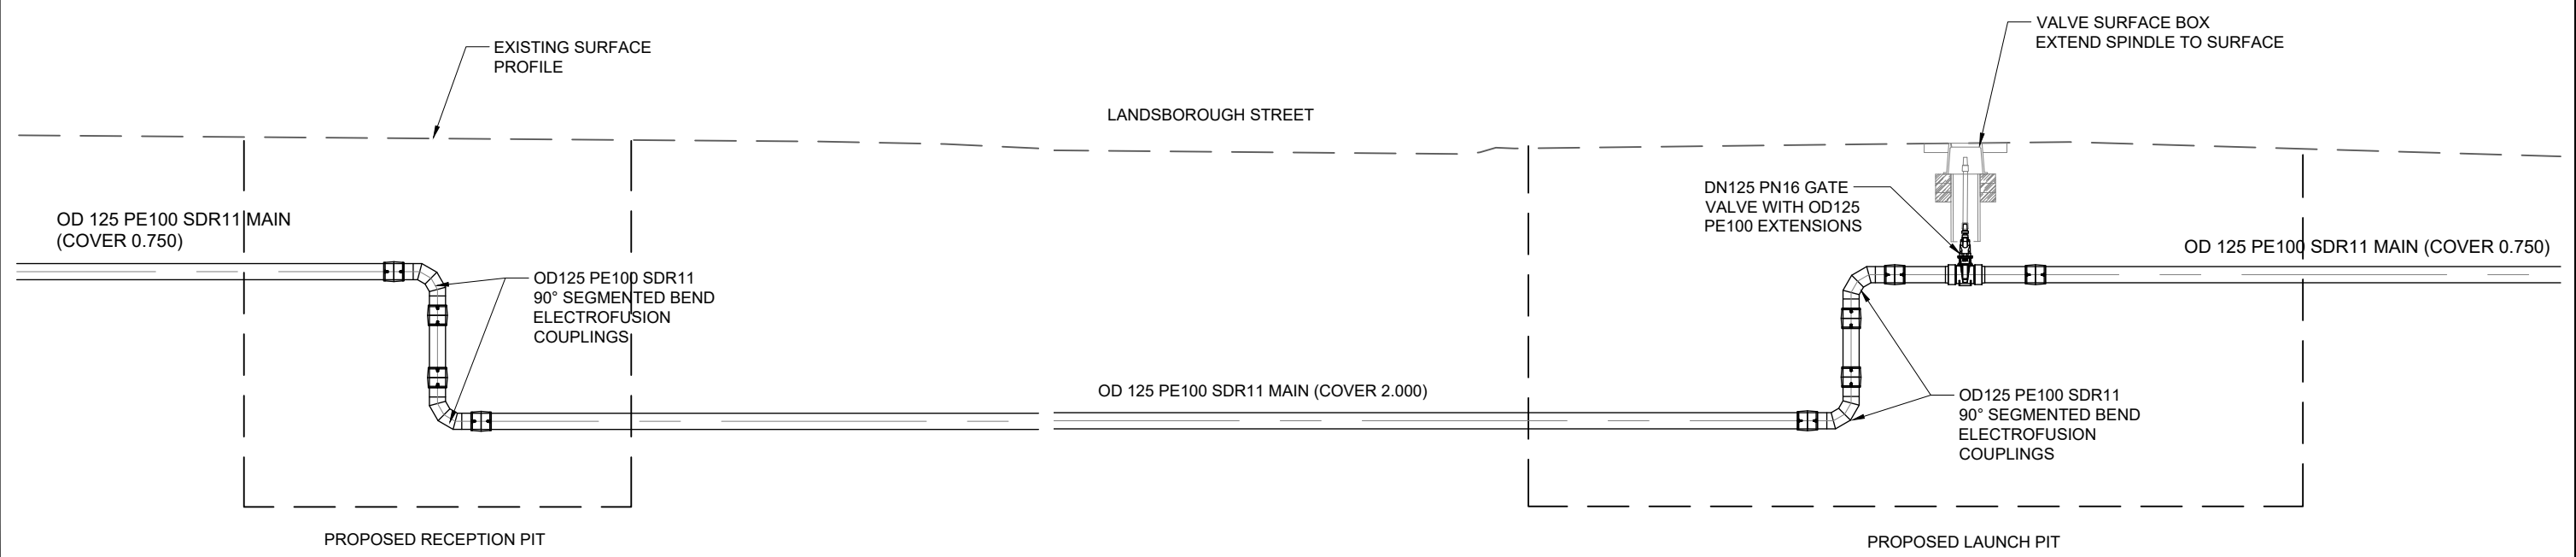 EXISTING SURFACE
PROFILE
VALVE SURFACE BOX
EXTEND SPINDLE TO SURFACE
LANDSBOROUGH STREET
OD 125 PE100 SDR11 MAIN
(COVER 0.750)
OD125 PE100 SDR11
90° SEGMENTED BEND
ELECTROFUSION
COUPLINGS
OD 125 PE100 SDR11 MAIN (COVER 2.000)
DN125 PN16 GATE
VALVE WITH OD125
PE100 EXTENSIONS
OD 125 PE100 SDR11 MAIN (COVER 0.750)
OD125 PE100 SDR11
90° SEGMENTED BEND
ELECTROFUSION
COUPLINGS
PROPOSED RECEPTION PIT
PROPOSED LAUNCH PIT